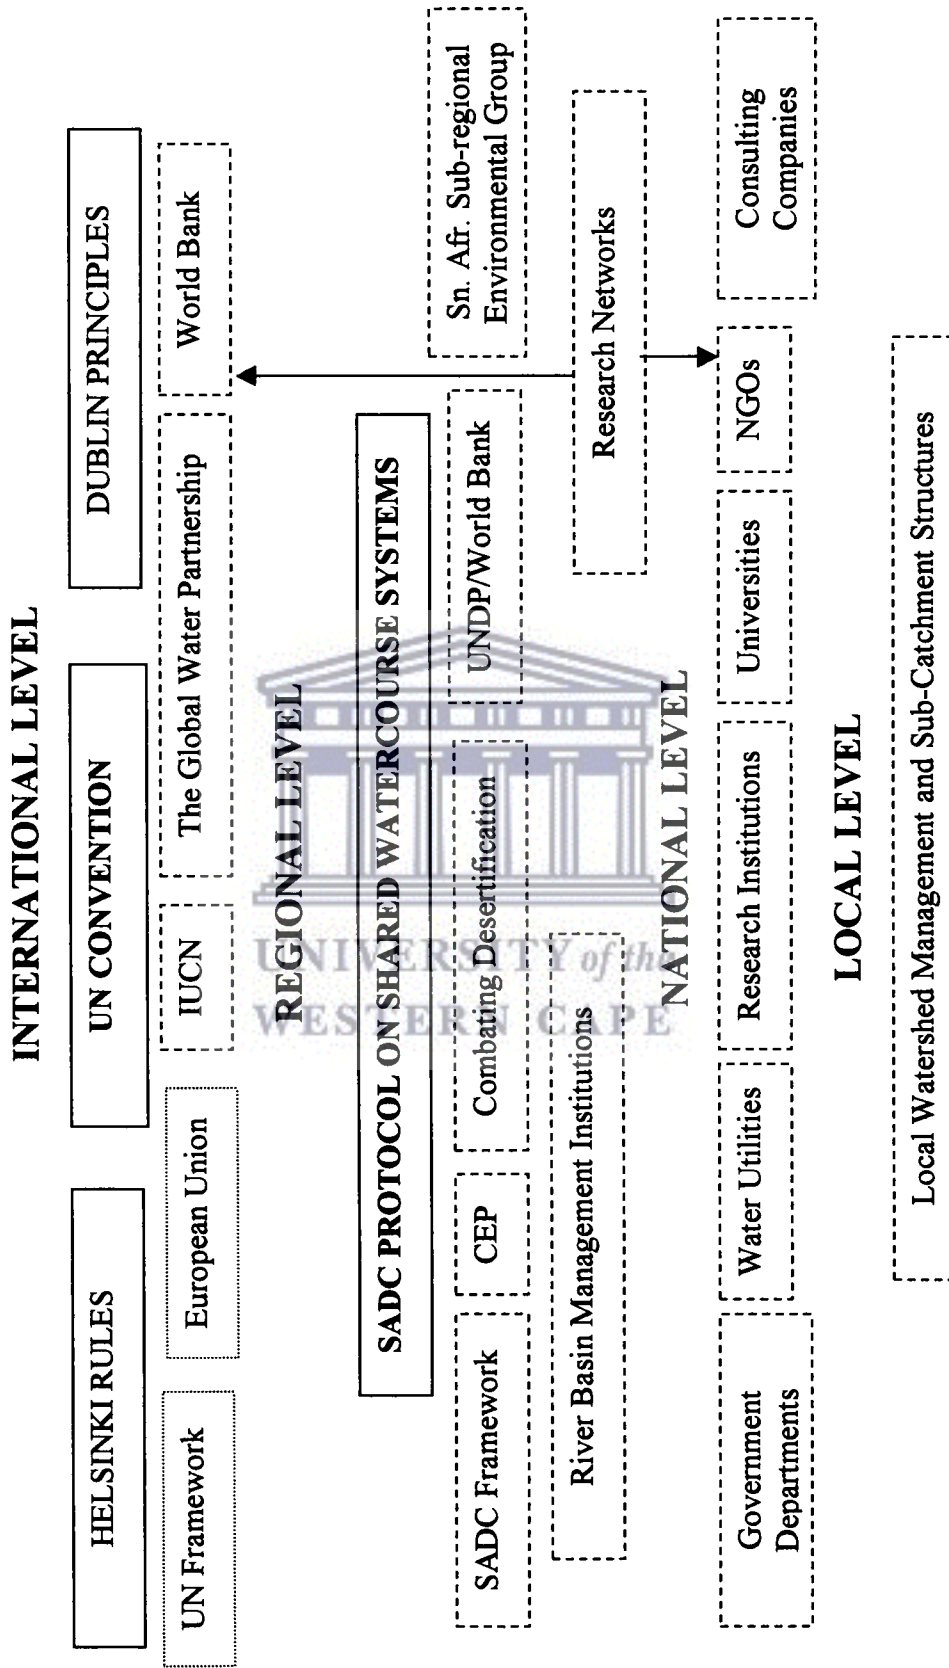 INTERNATIONAL LEVEL
HELSINKI RULES
UN CONVENTION
DUBLIN PRINCIPLES
UN Framework
European Union
IUCN
The Global Water Partnership
World Bank
REGIONAL LEVEL
SADC PROTOCOL ON SHARED WATERCOURSE SYSTEMS
SADC Framework
CEP
Combating Desertification
UNDP/World Bank
Sn. Afr. Sub-regional
Environmental Group
River Basin Management Institutions
Research Networks
NATIONAL LEVEL
Government
Departments
Water Utilities
Research Institutions
Universities
NGOs
Consulting
Companies
LOCAL LEVEL
Local Watershed Management and Sub-Catchment Structures
UNIVERSITY of the
WESTERN CAPE